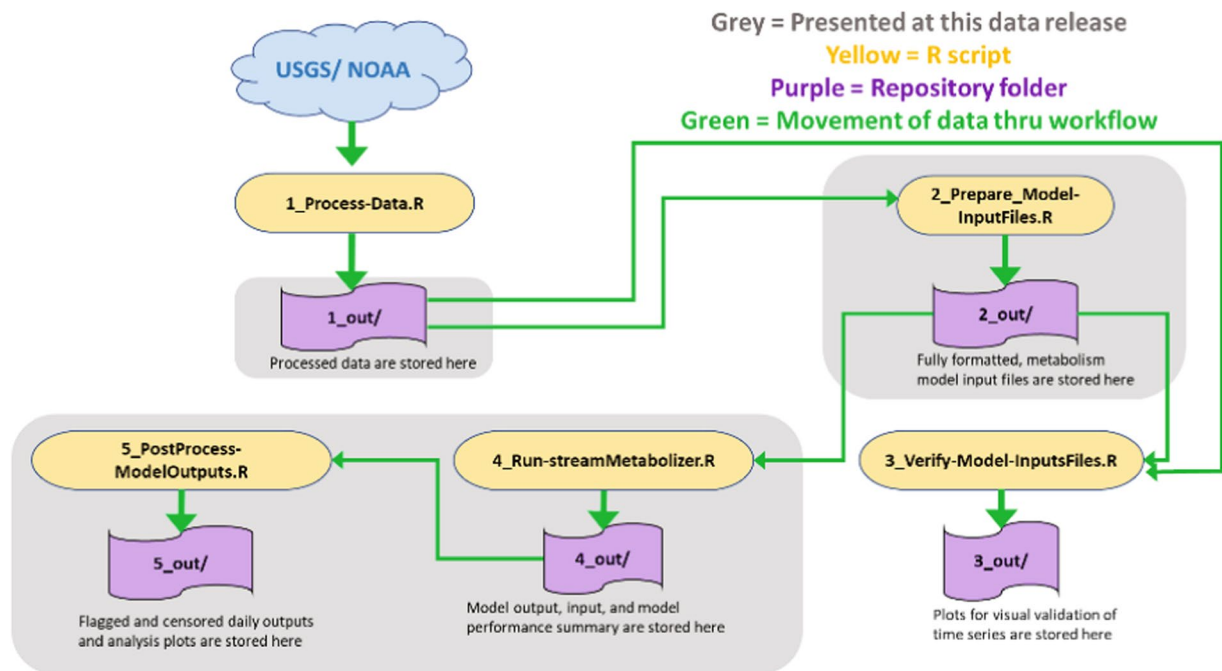 Grey = Presented at this data release
Yellow = R script
Purple = Repository folder
Green = Movement of data thru workflow
USGS/ NOAA
1_Process-Data.R
1_out/
Processed data are stored here
2_Prepare_Model-
InputFiles.R
2_out/
Fully formatted, metabolism
model input files are stored here
5_PostProcess-
ModelOutputs.R
5_out/
Flagged and censored daily outputs
and analysis plots are stored here
4_Run-streamMetabolizer.R
4_out/
Model output, input, and model
performance summary are stored here
3_Verify-Model-InputsFiles.R
3_out/
Plots for visual validation of
time series are stored here